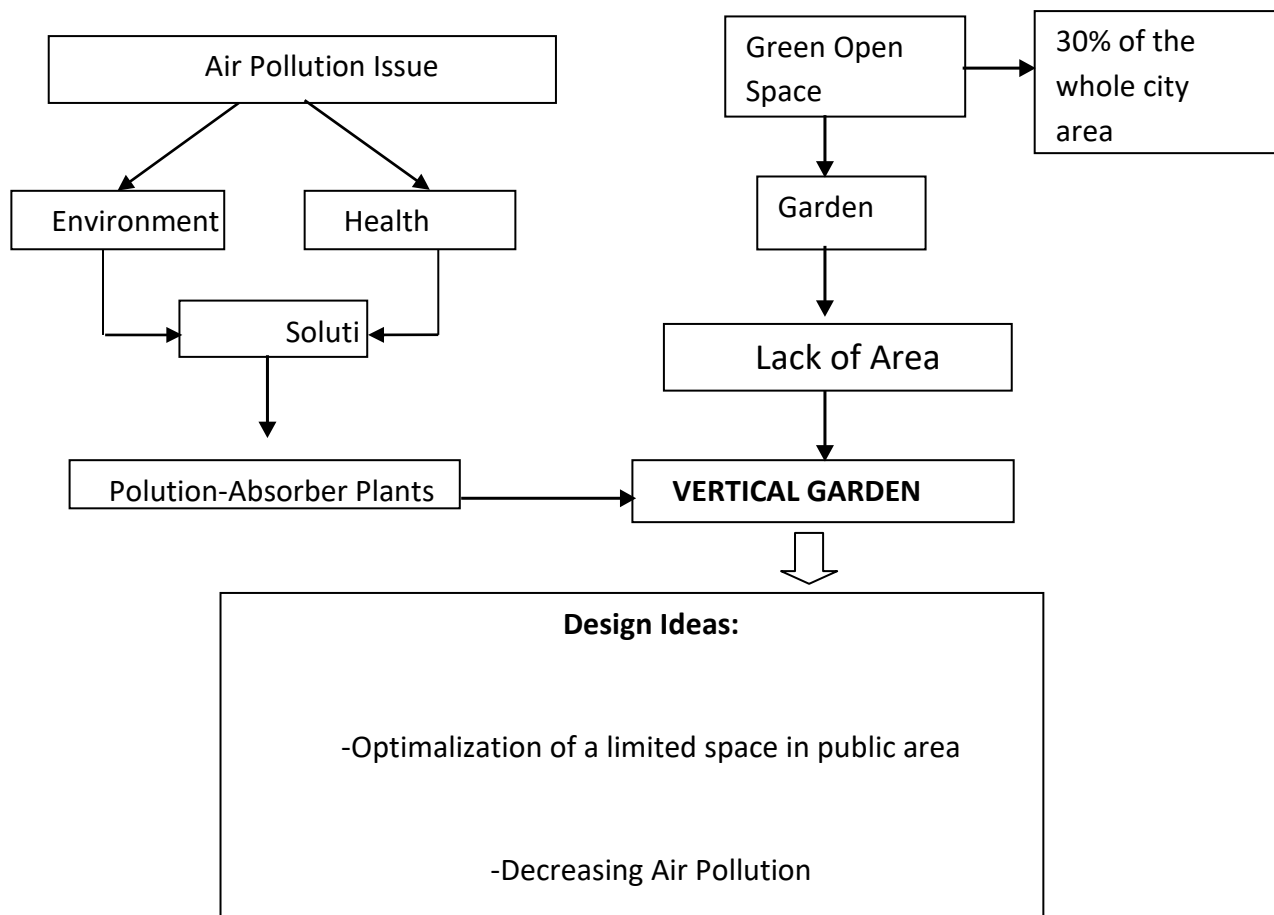 Air Pollution Issue
Green Open
Space
30% of the
whole city
area
Environment
Health
Garden
Soluti
Lack of Area
Polution-Absorber Plants
VERTICAL GARDEN
Design Ideas:
-Optimalization of a limited space in public area
-Decreasing Air Pollution